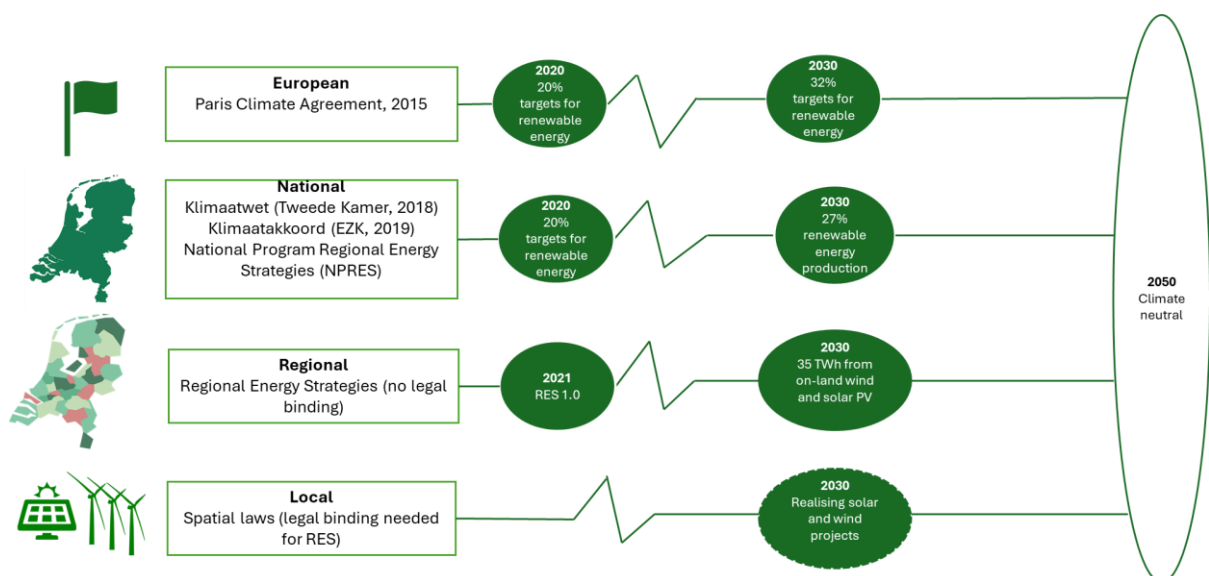 European
Paris Climate Agreement, 2015
2020
20%
targets for
renewable
energy
2030
32%
targets for
renewable
energy
National
Klimaatwet (Tweede Kamer, 2018)
Klimaatakkoord (EZK, 2019)
National Program Regional Energy
Strategies (NPRES)
2020
20%
targets for
renewable
energy
2030
27%
renewable
energy
production
2050
Climate
neutral
Regional
Regional Energy Strategies (no legal
binding)
2021
RES 1.0
2030
35 TWh from
on-land wind
and solar PV
Local
Spatial laws (legal binding needed
for RES)
2030
Realising solar
and wind
projects